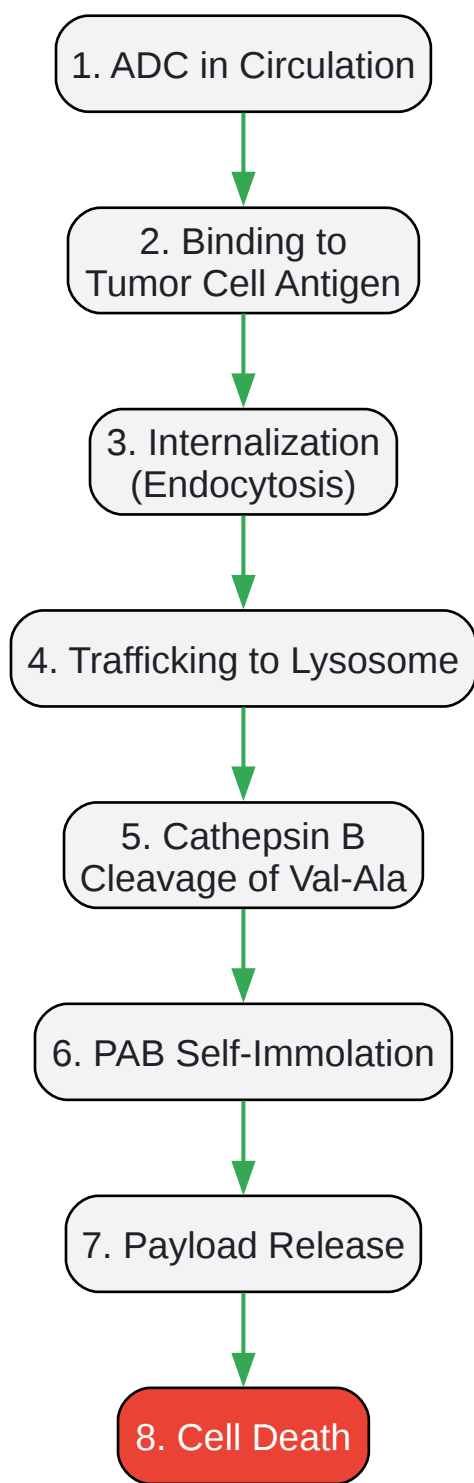 1. ADC in Circulation
2. Binding to
Tumor Cell Antigen
3. Internalization
(Endocytosis)
4. Trafficking to Lysosome
5. Cathepsin B
Cleavage of Val-Ala
6. PAB Self-Immolation
7. Payload Release
8. Cell Death